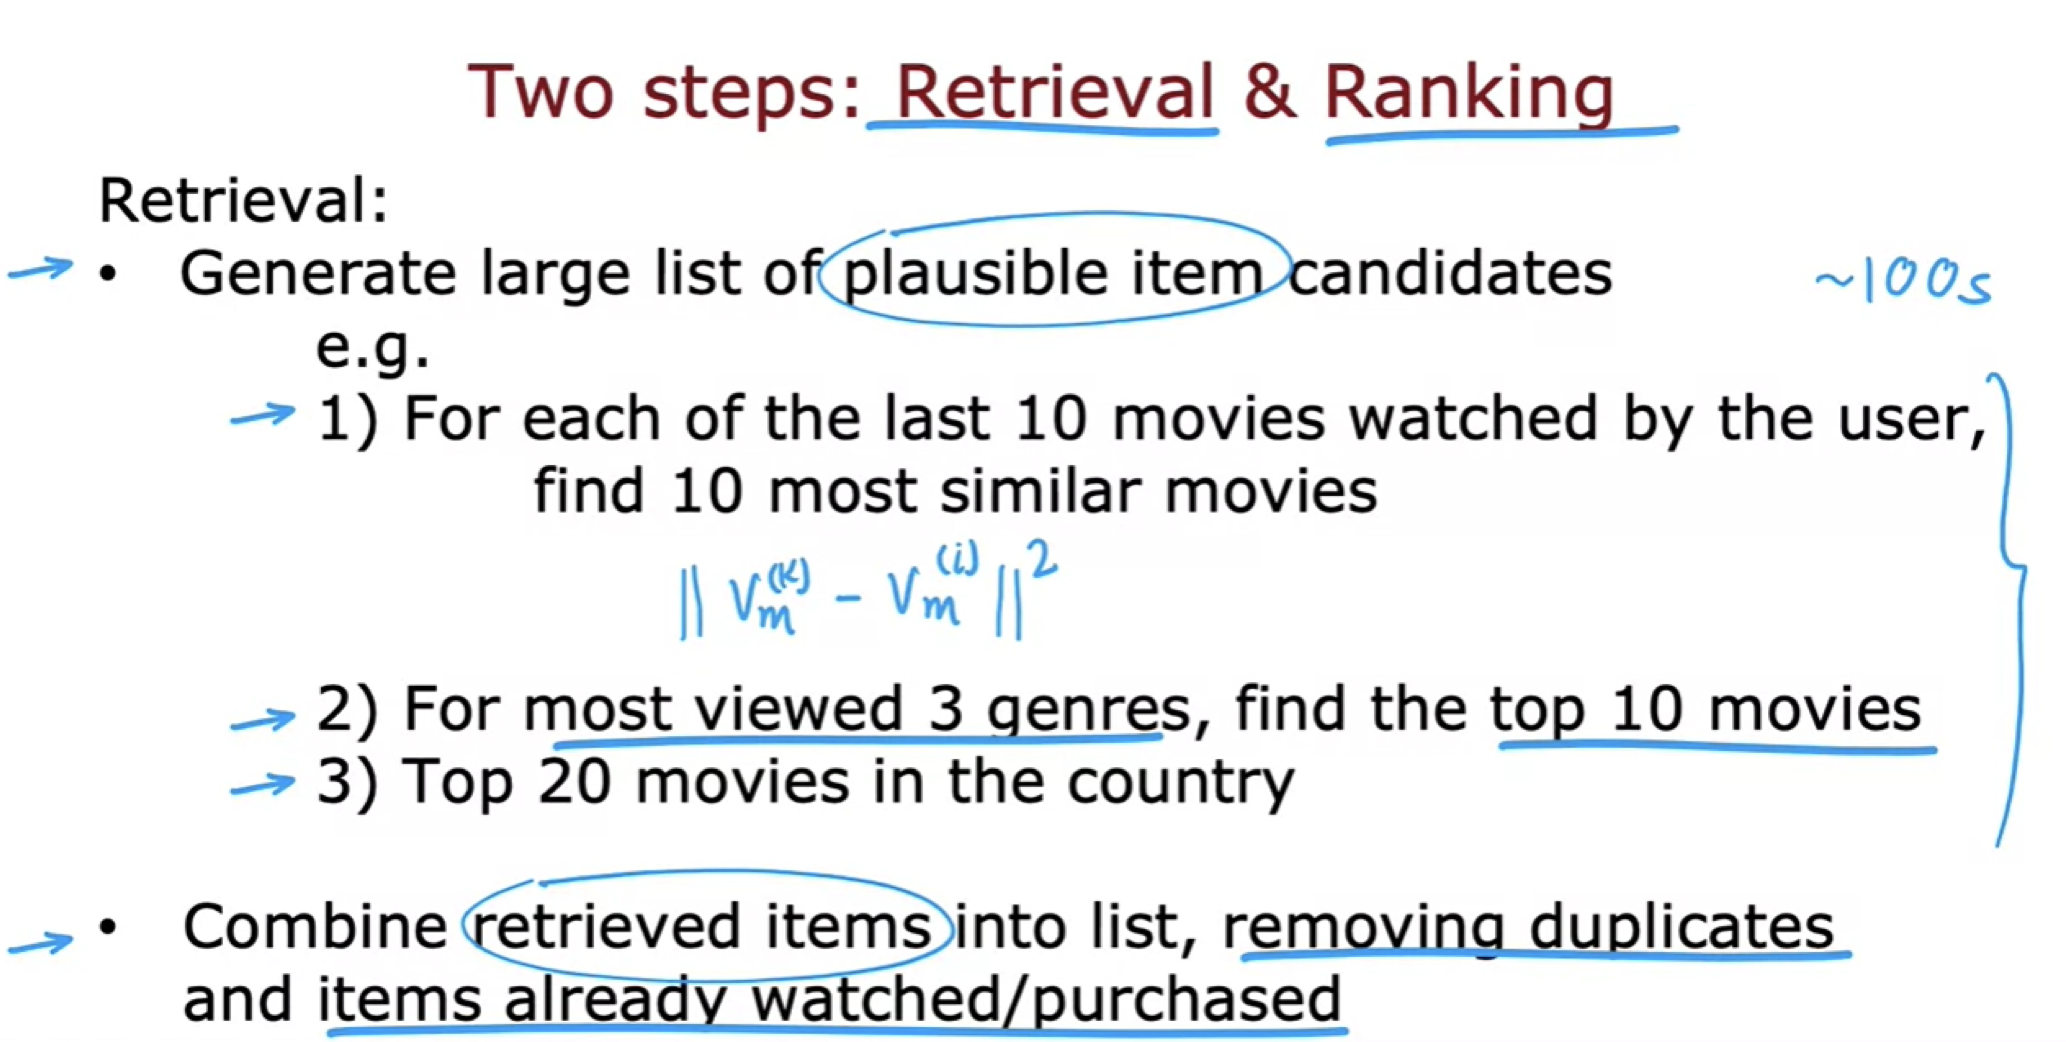 Two steps: Retrieval & Ranking
Retrieval:
• Generate large list of plausible item candidates ~100s
e.g.
1) For each of the last 10 movies watched by the user,
find 10 most similar movies
|| V_m^(k) - V_m^(i) ||^2
2) For most viewed 3 genres, find the top 10 movies
3) Top 20 movies in the country
• Combine retrieved items into list, removing duplicates
and items already watched/purchased